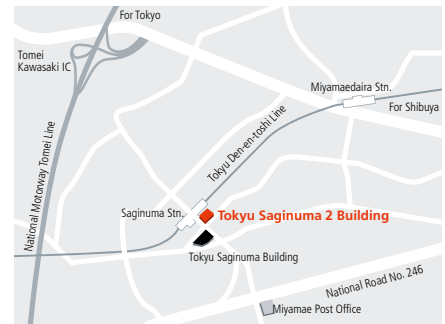 For Tokyo
Tomei
Kawasaki IC
Miyamaedaira Stn.
For Shibuya
Tokyu Den-en-toshi Line
National Motorway Tomei Line
Saginuma Stn.
Tokyu Saginuma 2 Building
Tokyu Saginuma Building
National Road No. 246
Miyamae Post Office